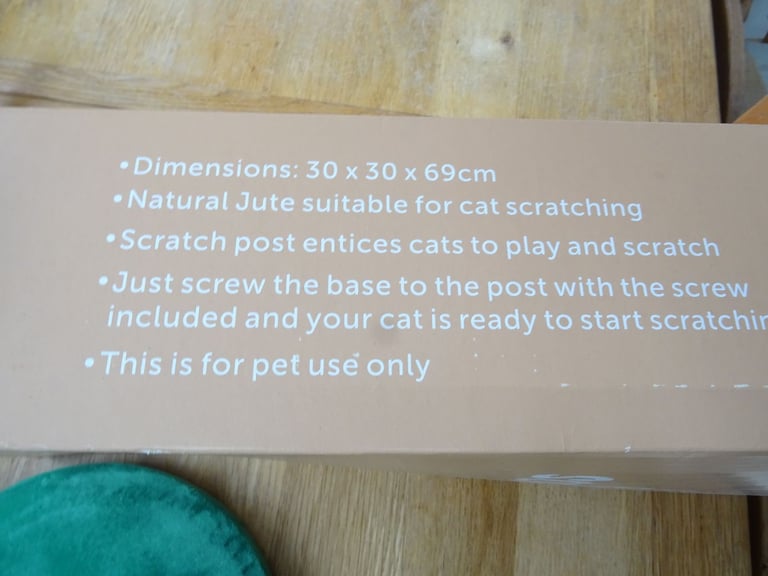 •Dimensions: 30 x 30 x 69cm
•Natural Jute suitable for cat scratching
•Scratch post entices cats to play and scratch
•Just screw the base to the post with the screw
included and your cat is ready to start
•This is for pet use only